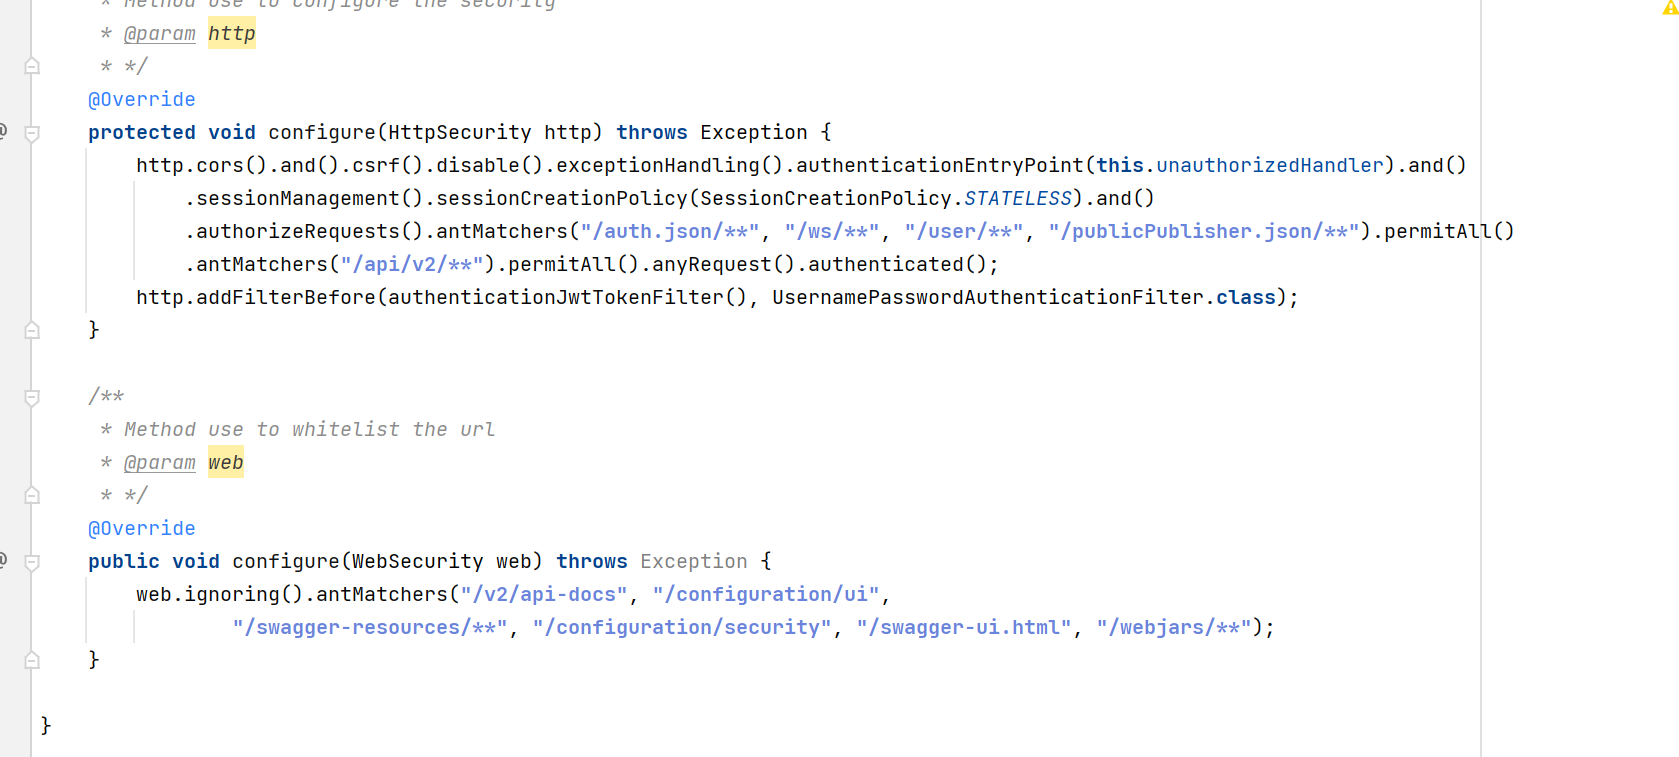 * Method use to configure the security
* @param http
* */
@Override
protected void configure(HttpSecurity http) throws Exception {
http.cors().and().csrf().disable().exceptionHandling().authenticationEntryPoint(this.unauthorizedHandler).and()
.sessionManagement().sessionCreationPolicy(SessionCreationPolicy.STATELESS).and()
.authorizeRequests().antMatchers("/auth.json/**", "/ws/**", "/user/**", "/publicPublisher.json/**").permitAll()
.antMatchers("/api/v2/**").permitAll().anyRequest().authenticated();
http.addFilterBefore(authenticationJwtTokenFilter(), UsernamePasswordAuthenticationFilter.class);
}
/**
* Method use to whitelist the url
* @param web
* */
@Override
public void configure(WebSecurity web) throws Exception {
web.ignoring().antMatchers("/v2/api-docs", "/configuration/ui",
"/swagger-resources/**", "/configuration/security", "/swagger-ui.html", "/webjars/**");
}
}